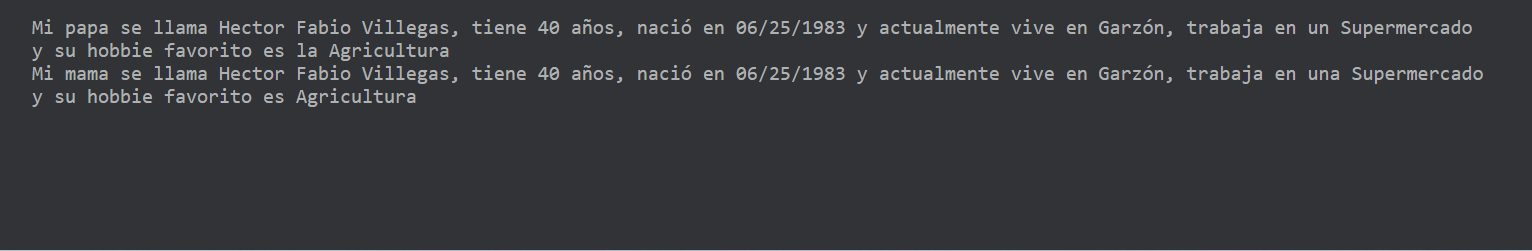 Mi papa se llama Hector Fabio Villegas, tiene 40 años, nació en 06/25/1983 y actualmente vive en Garzón, trabaja en un Supermercado
y su hobbie favorito es la Agricultura
Mi mama se llama Hector Fabio Villegas, tiene 40 años, nació en 06/25/1983 y actualmente vive en Garzón, trabaja en una Supermercado
y su hobbie favorito es Agricultura